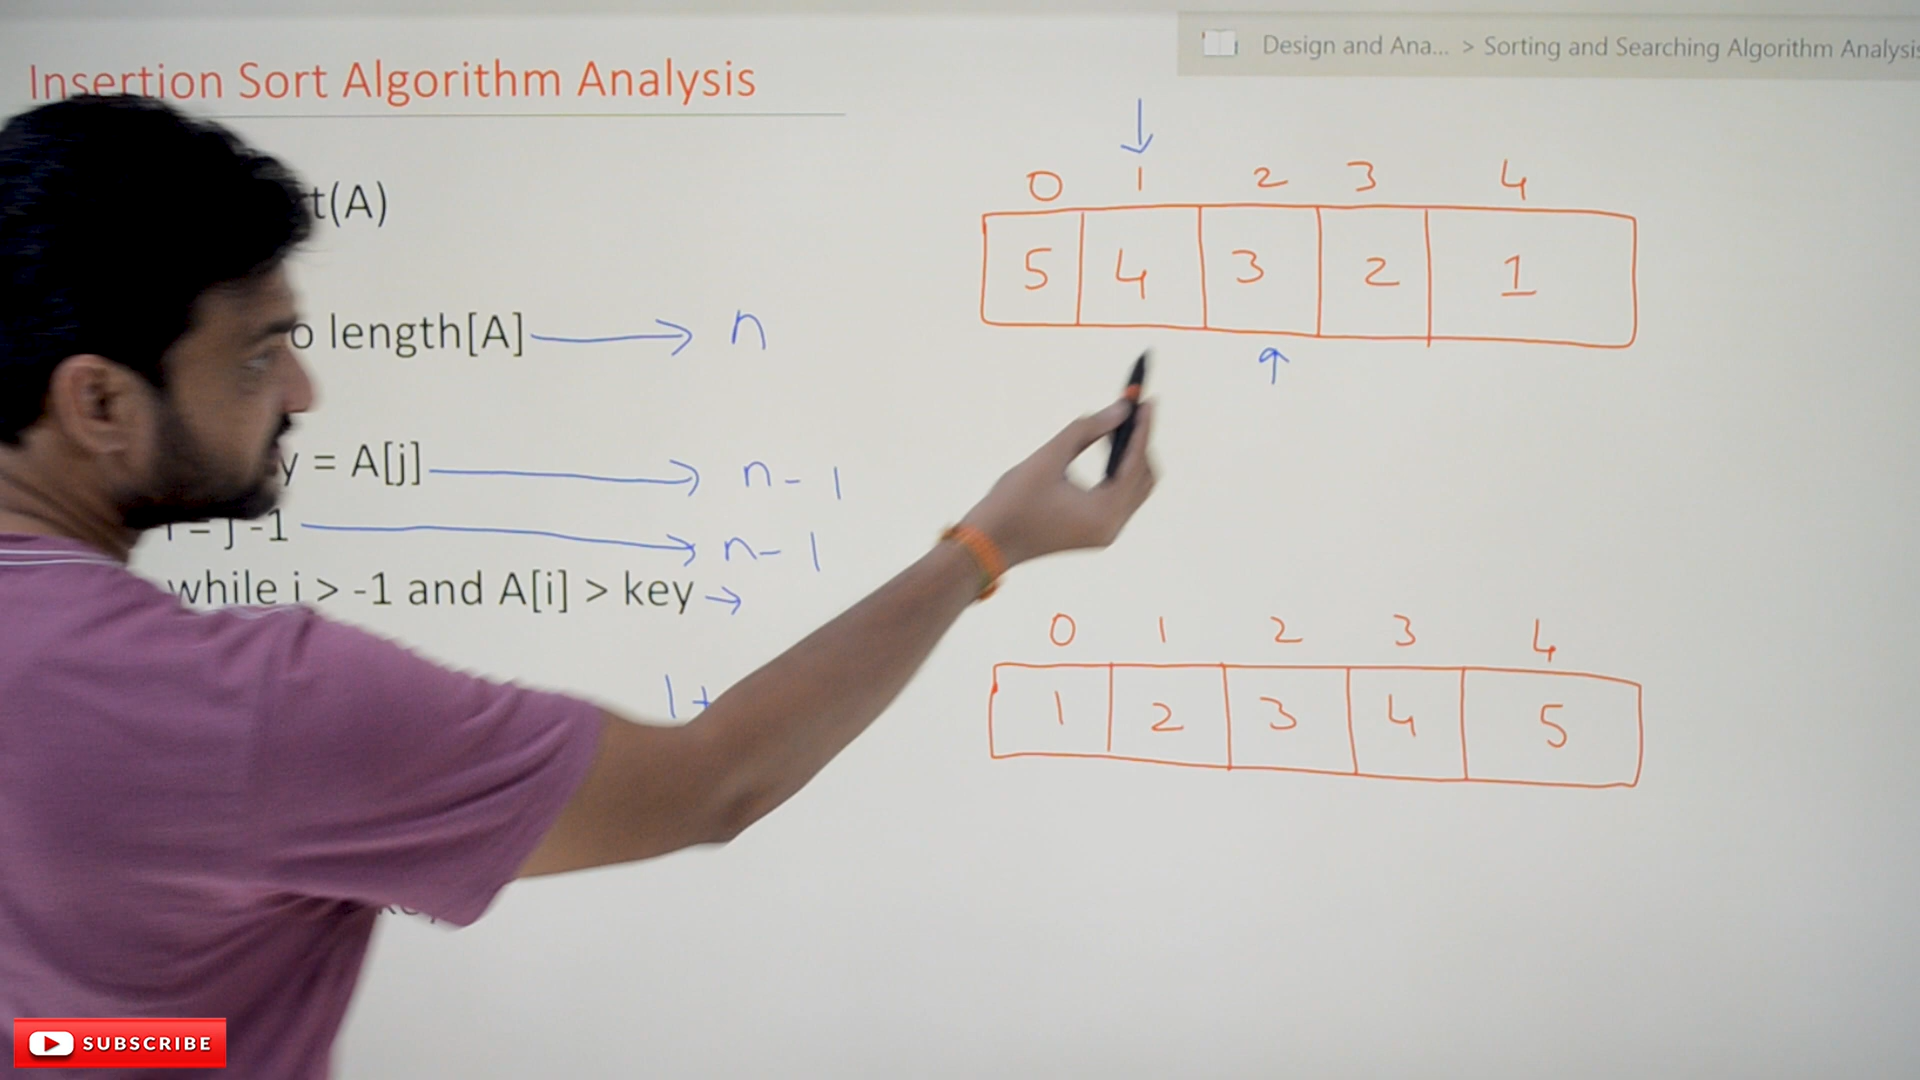 Design and Ana... > Sorting and Searching Algorithm Analysis
Insertion Sort Algorithm Analysis
t(A)
o length[A] → n
y = A[j] → n - 1
i = j -1 → n - 1
while i > -1 and A[i] > key →
1 +
0 1 2 3 4
5 4 3 2 1
0 1 2 3 4
1 2 3 4 5
SUBSCRIBE